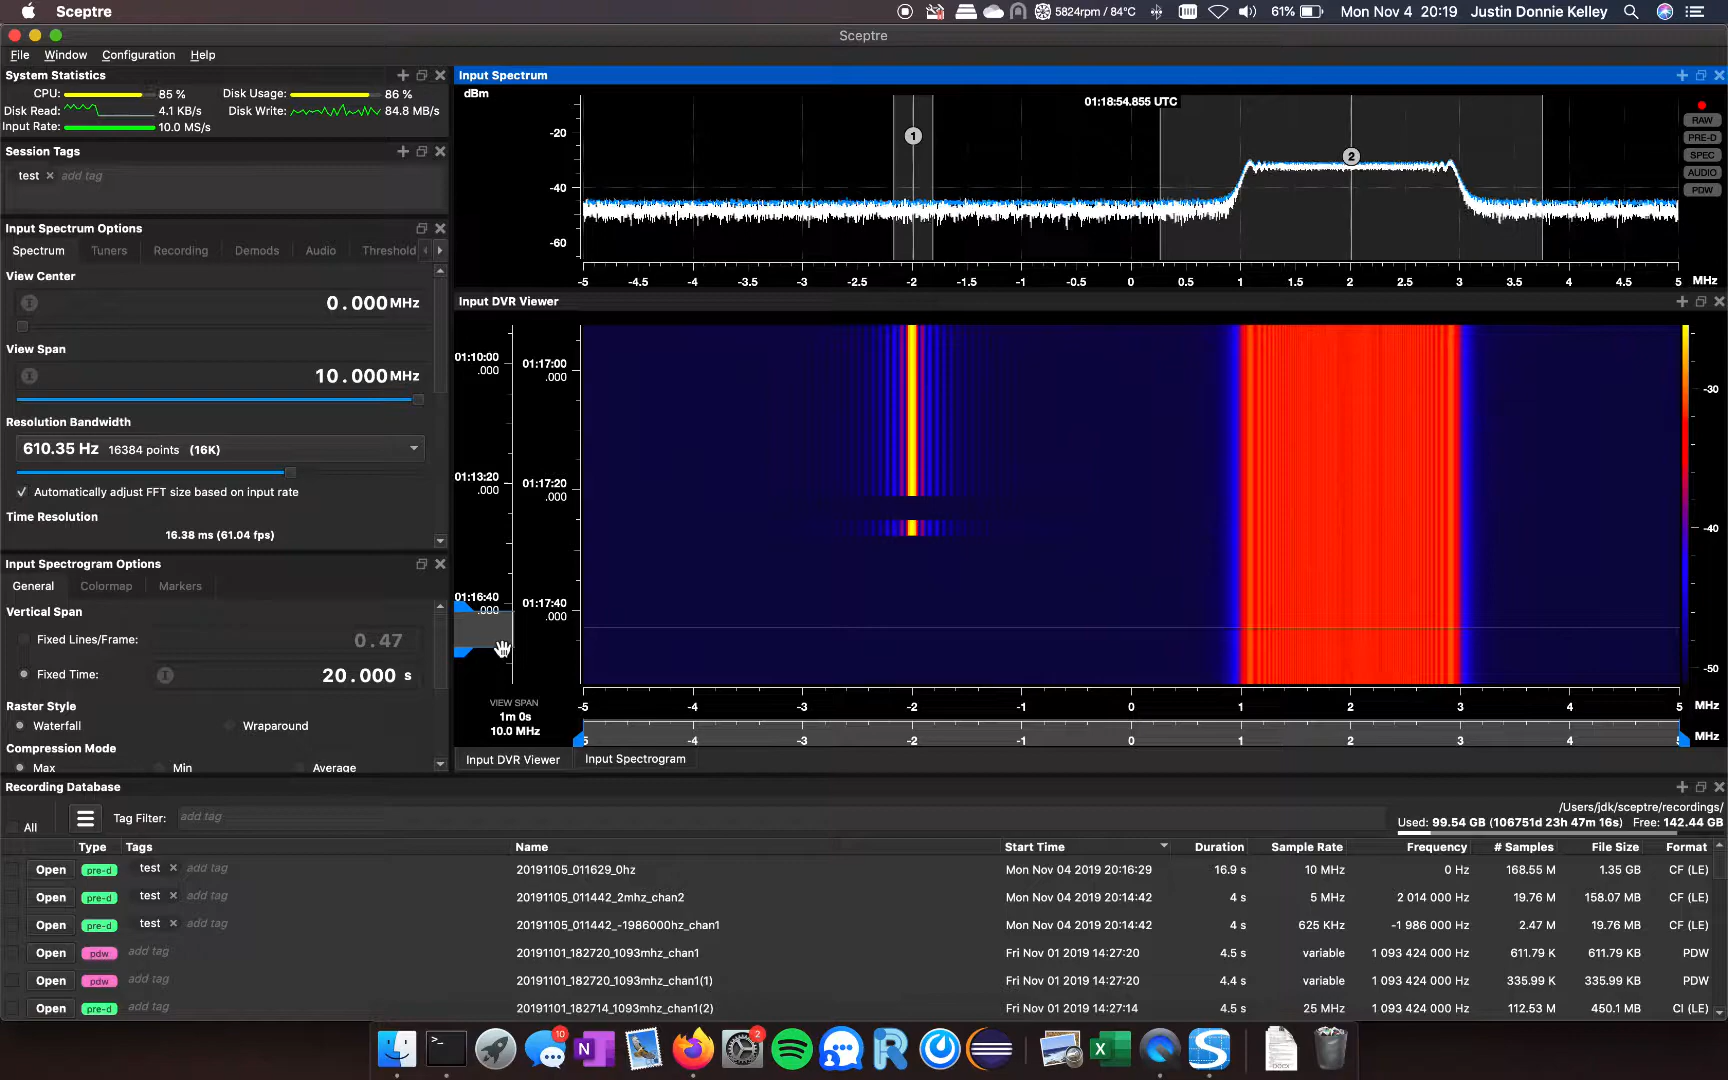 Sceptre
5824rpm / 84°C
61%
Mon Nov 4 20:19
Justin Donnie Kelley
Sceptre
File Window Configuration Help
System Statistics
CPU: 85 % Disk Usage: 86 %
Disk Read: 4.1 KB/s Disk Write: 84.8 MB/s
Input Rate: 10.0 MS/s
Session Tags
test × add tag
Input Spectrum Options
Spectrum Tuners Recording Demods Audio Threshold
View Center
0.000MHz
View Span
10.000MHz
Resolution Bandwidth
610.35 Hz 16384 points (16K)
Automatically adjust FFT size based on input rate
Time Resolution
16.38 ms (61.04 fps)
Input Spectrogram Options
General Colormap Markers
Vertical Span
Fixed Lines/Frame: 0.47
Fixed Time: 20.000 s
Raster Style
Waterfall Wraparound
Compression Mode
Max Min Average
Input Spectrum
dBm
01:18:54.855 UTC
-20
-40
-60
1
2
RAW
PRE-D
SPEC
AUDIO
PDW
-5 -4.5 -4 -3.5 -3 -2.5 -2 -1.5 -1 -0.5 0 0.5 1 1.5 2 2.5 3 3.5 4 4.5 5 MHz
Input DVR Viewer
01:10:00 .000
01:13:20 .000
01:16:40 .000
01:17:00 .000
01:17:20 .000
01:17:40 .000
-30
-40
-50
VIEW SPAN
1m 0s
10.0 MHz
-5 -4 -3 -2 -1 0 1 2 3 4 5 MHz
-5 -4 -3 -2 -1 0 1 2 3 4 5 MHz
Input DVR Viewer Input Spectrogram
Recording Database
/Users/jdk/sceptre/recordings/
All Tag Filter: add tag
Used: 99.54 GB (106751d 23h 47m 16s) Free: 142.44 GB
Type Tags Name Start Time Duration Sample Rate Frequency # Samples File Size Format
Open pre-d test × add tag 20191105_011629_0hz Mon Nov 04 2019 20:16:29 16.9 s 10 MHz 0 Hz 168.55 M 1.35 GB CF (LE)
Open pre-d test × add tag 20191105_011442_2mhz_chan2 Mon Nov 04 2019 20:14:42 4 s 5 MHz 2 014 000 Hz 19.76 M 158.07 MB CF (LE)
Open pre-d test × add tag 20191105_011442_-1986000hz_chan1 Mon Nov 04 2019 20:14:42 4 s 625 KHz -1 986 000 Hz 2.47 M 19.76 MB CF (LE)
Open pdw add tag 20191101_182720_1093mhz_chan1 Fri Nov 01 2019 14:27:20 4.5 s variable 1 093 424 000 Hz 611.79 K 611.79 KB PDW
Open pdw add tag 20191101_182720_1093mhz_chan1(1) Fri Nov 01 2019 14:27:20 4.4 s variable 1 093 424 000 Hz 335.99 K 335.99 KB PDW
Open pre-d add tag 20191101_182714_1093mhz_chan1(2) Fri Nov 01 2019 14:27:14 4.5 s 25 MHz 1 093 424 000 Hz 112.53 M 450.1 MB CI (LE)
10
2